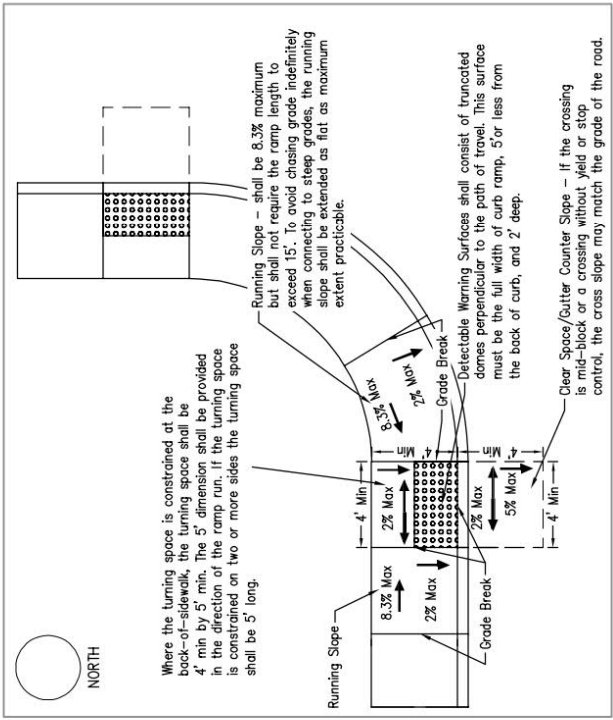 NORTH
Where the turning space is constrained at the
back-of-sidewalk, the turning space shall be
4' min by 5' min. The 5' dimension shall be provided
in the direction of the ramp run. If the turning space
is constrained on two or more sides the turning space
shall be 5' long.
Running Slope - shall be 8.3% maximum
but shall not require the ramp length to
exceed 15'. To avoid chasing grade indefinitely
when connecting to steep grades, the running
slope shall be extended as flat as maximum
extent practicable.
Running Slope
8.3% Max
2% Max
Grade Break
4' Min
2% Max
4' Min
8.3% Max
2% Max
Grade Break
2% Max
5% Max
4' Min
4' Min
Detectable Warning Surfaces shall consist of truncated
domes perpendicular to the path of travel. This surface
must be the full width of curb ramp, 5'or less from
the back of curb, and 2' deep.
Clear Space/Gutter Counter Slope - If the crossing
is mid-block or a crossing without yield or stop
control, the cross slope may match the grade of the road.